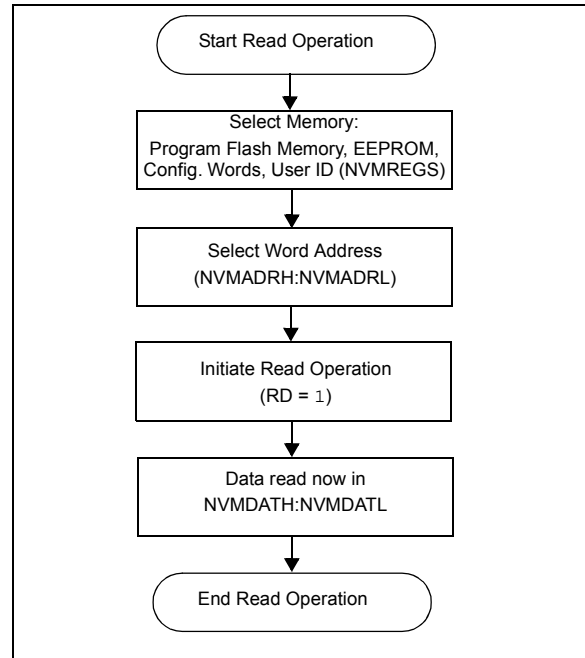 Start Read Operation
Select Memory:
Program Flash Memory, EEPROM,
Config. Words, User ID (NVMREGS)
Select Word Address
(NVMADRH:NVMADRL)
Initiate Read Operation
(RD = 1)
Data read now in
NVMDATH:NVMDATL
End Read Operation